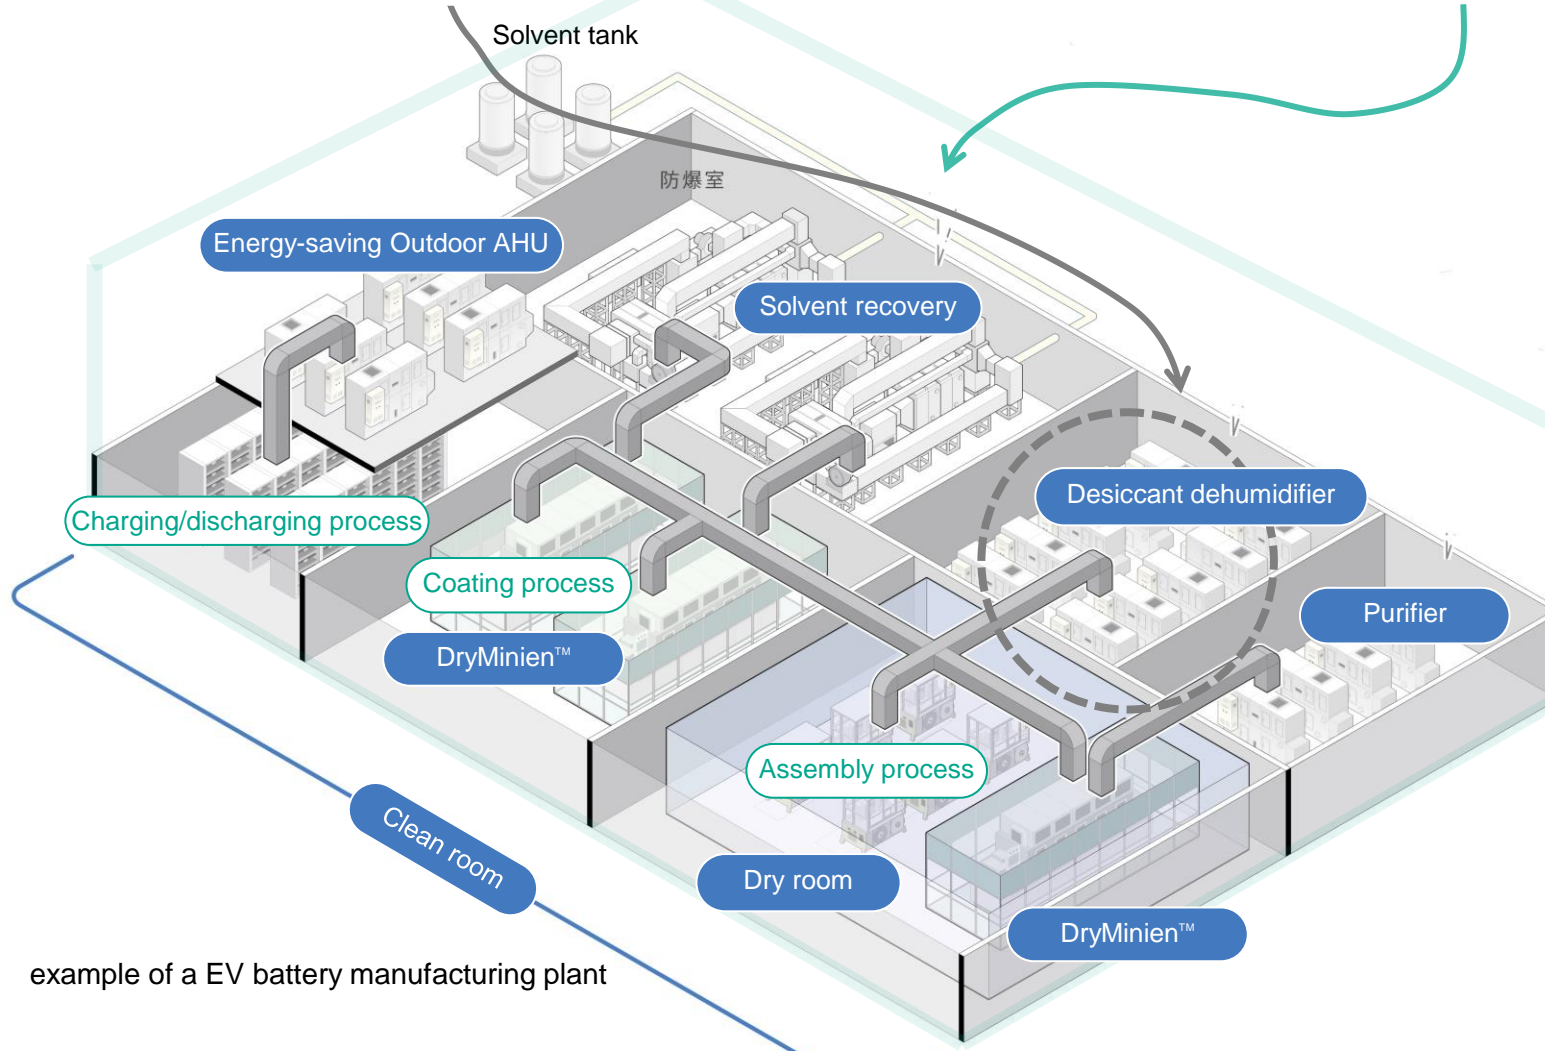 Solvent tank
防爆室
Energy-saving Outdoor AHU
Solvent recovery
Desiccant dehumidifier
Charging/discharging process
Coating process
Purifier
DryMinien™
Assembly process
Clean room
Dry room
DryMinien™
example of a EV battery manufacturing plant